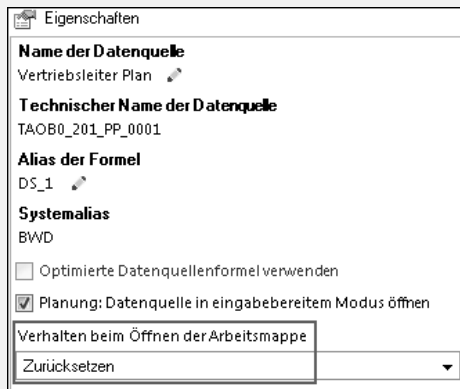 Eigenschaften
Name der Datenquelle
Vertriebsleiter Plan
Technischer Name der Datenquelle
TAOB0_201_PP_0001
Alias der Formel
DS_1
Systemalias
BWD
Optimierte Datenquellenformel verwenden
Planung: Datenquelle in eingabebereitem Modus öffnen
Verhalten beim Öffnen der Arbeitsmappe
Zurücksetzen